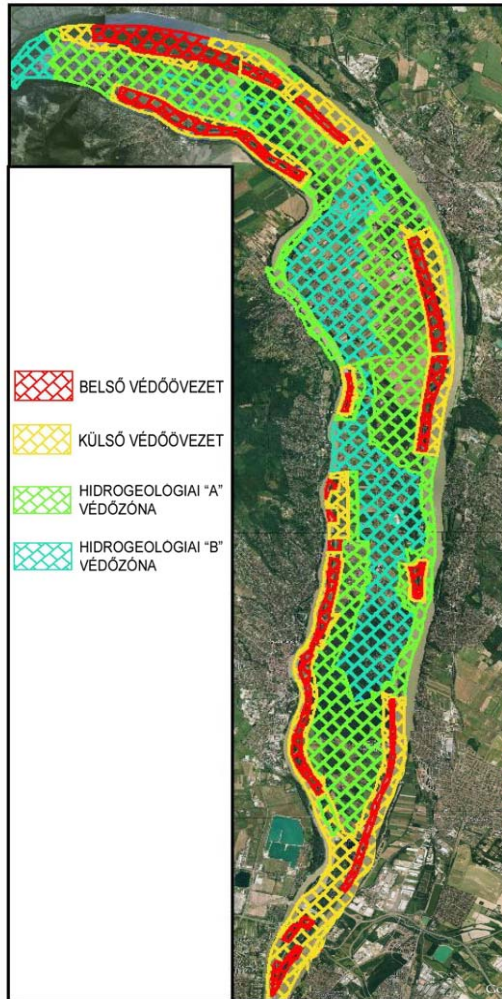 BELSŐ VÉDŐÖVEZET
KÜLSŐ VÉDŐÖVEZET
HIDROGEOLÓGIAI "A"
VÉDŐZÓNA
HIDROGEOLÓGIAI "B"
VÉDŐZÓNA